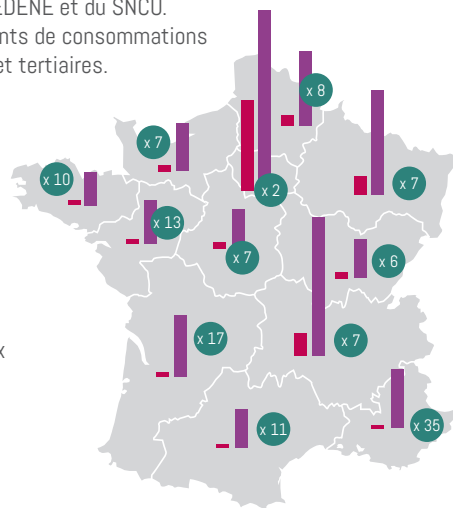 EDENE et du SNCU.
nts de consommations
et tertiaires.
x 8
x 7
x 10
x 2
x 7
x 13
x 7
x 6
x 17
x 7
x
x 11
x 35